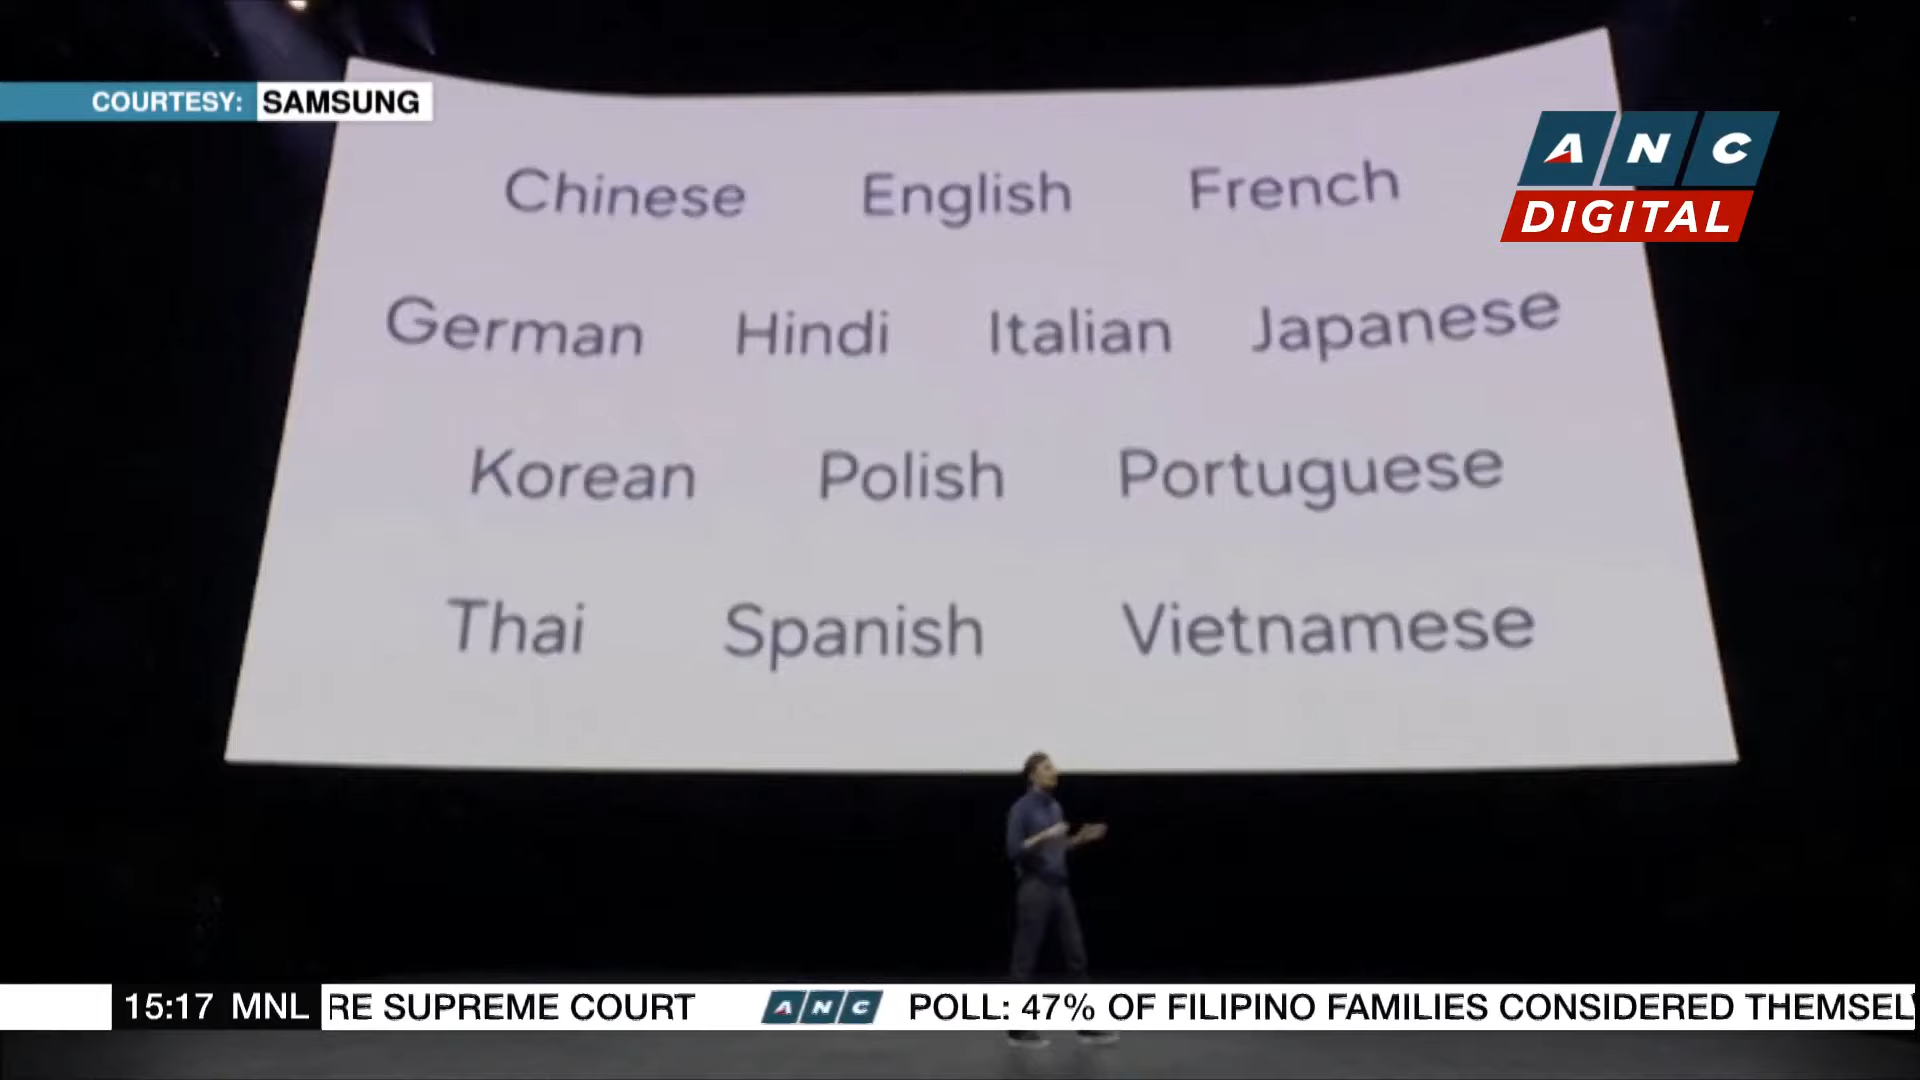 COURTESY: SAMSUNG
ANC
DIGITAL
Chinese English French
German Hindi Italian Japanese
Korean Polish Portuguese
Thai Spanish Vietnamese
15:17 MNL RE SUPREME COURT ANC POLL: 47% OF FILIPINO FAMILIES CONSIDERED THEMSEL